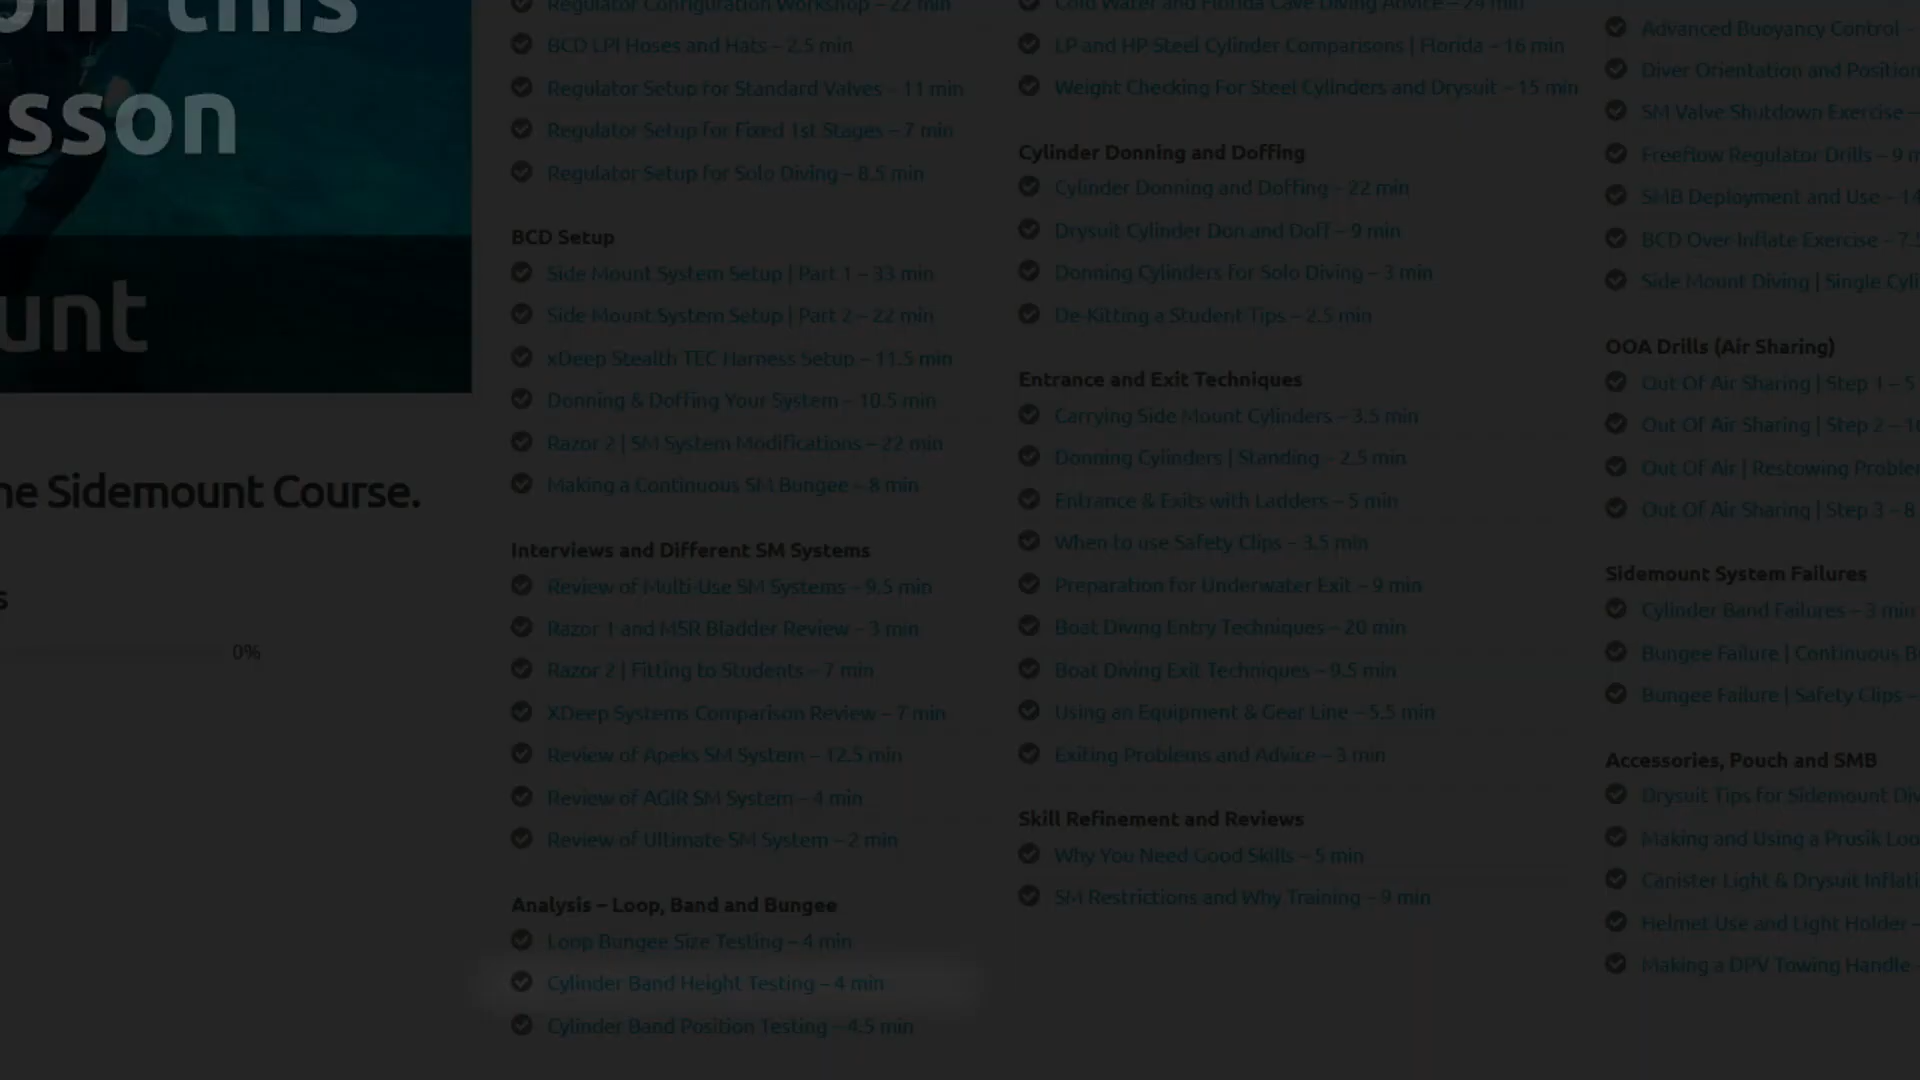 om this
sson
unt
he Sidemount Course.
s
0%
Regulator Configuration Workshop – 22 min
BCD LPI Hoses and Hats – 2.5 min
Regulator Setup for Standard Valves – 11 min
Regulator Setup for Fixed 1st Stages – 7 min
Regulator Setup for Solo Diving – 8.5 min
BCD Setup
Side Mount System Setup | Part 1 – 33 min
Side Mount System Setup | Part 2 – 22 min
xDeep Stealth TEC Harness Setup – 11.5 min
Donning & Doffing Your System – 10.5 min
Razor 2 | SM System Modifications – 22 min
Making a Continuous SM Bungee – 8 min
Interviews and Different SM Systems
Review of Multi-Use SM Systems – 9.5 min
Razor 1 and MSR Bladder Review – 3 min
Razor 2 | Fitting to Students – 7 min
XDeep Systems Comparison Review – 7 min
Review of Apeks SM System – 12.5 min
Review of AGIR SM System – 4 min
Review of Ultimate SM System – 2 min
Analysis – Loop, Band and Bungee
Loop Bungee Size Testing – 4 min
Cylinder Band Height Testing – 4 min
Cylinder Band Position Testing – 4.5 min
Cold Water and Florida Cave Diving Advice – 24 min
LP and HP Steel Cylinder Comparisons | Florida – 16 min
Weight Checking For Steel Cylinders and Drysuit – 15 min
Cylinder Donning and Doffing
Cylinder Donning and Doffing – 22 min
Drysuit Cylinder Don and Doff – 9 min
Donning Cylinders for Solo Diving – 3 min
De-Kitting a Student Tips – 2.5 min
Entrance and Exit Techniques
Carrying Side Mount Cylinders – 3.5 min
Donning Cylinders | Standing – 2.5 min
Entrance & Exits with Ladders – 5 min
When to use Safety Clips – 3.5 min
Preparation for Underwater Exit – 9 min
Boat Diving Entry Techniques – 20 min
Boat Diving Exit Techniques – 9.5 min
Using an Equipment & Gear Line – 5.5 min
Exiting Problems and Advice – 3 min
Skill Refinement and Reviews
Why You Need Good Skills – 5 min
SM Restrictions and Why Training – 9 min
Advanced Buoyancy Control –
Diver Orientation and Position
SM Valve Shutdown Exercise –
Freeflow Regulator Drills – 9 m
SMB Deployment and Use – 14
BCD Over Inflate Exercise – 7.5
Side Mount Diving | Single Cyli
OOA Drills (Air Sharing)
Out Of Air Sharing | Step 1 – 5
Out Of Air Sharing | Step 2 – 10
Out Of Air | Restowing Problem
Out Of Air Sharing | Step 3 – 8
Sidemount System Failures
Cylinder Band Failures – 3 min
Bungee Failure | Continuous B
Bungee Failure | Safety Clips –
Accessories, Pouch and SMB
Drysuit Tips for Sidemount Div
Making and Using a Prusik Loo
Canister Light & Drysuit Inflati
Helmet Use and Light Holder –
Making a DPV Towing Handle –